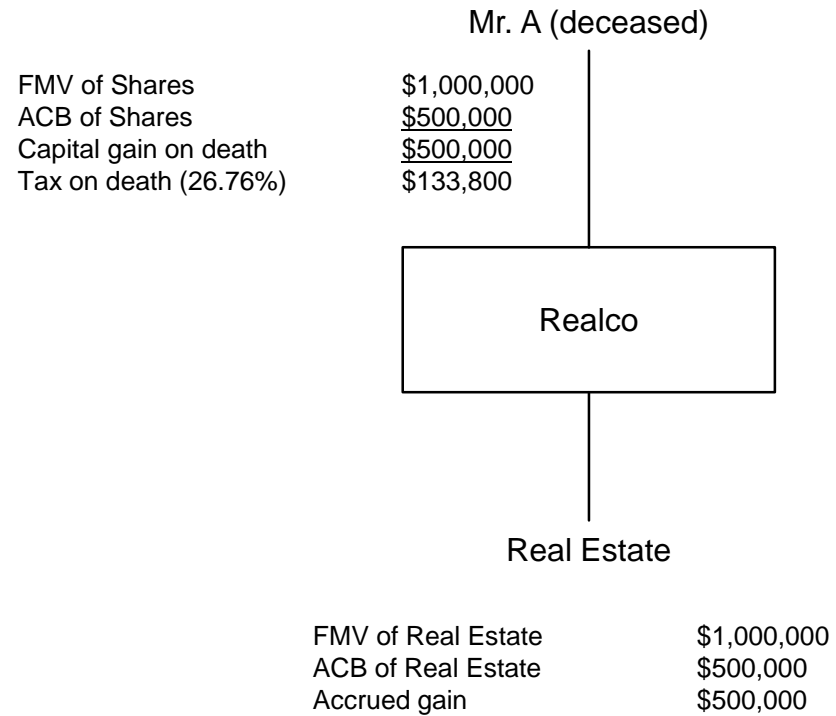 Mr. A (deceased)
FMV of Shares $1,000,000
ACB of Shares $500,000
Capital gain on death $500,000
Tax on death (26.76%) $133,800
Realco
Real Estate
FMV of Real Estate $1,000,000
ACB of Real Estate $500,000
Accrued gain $500,000